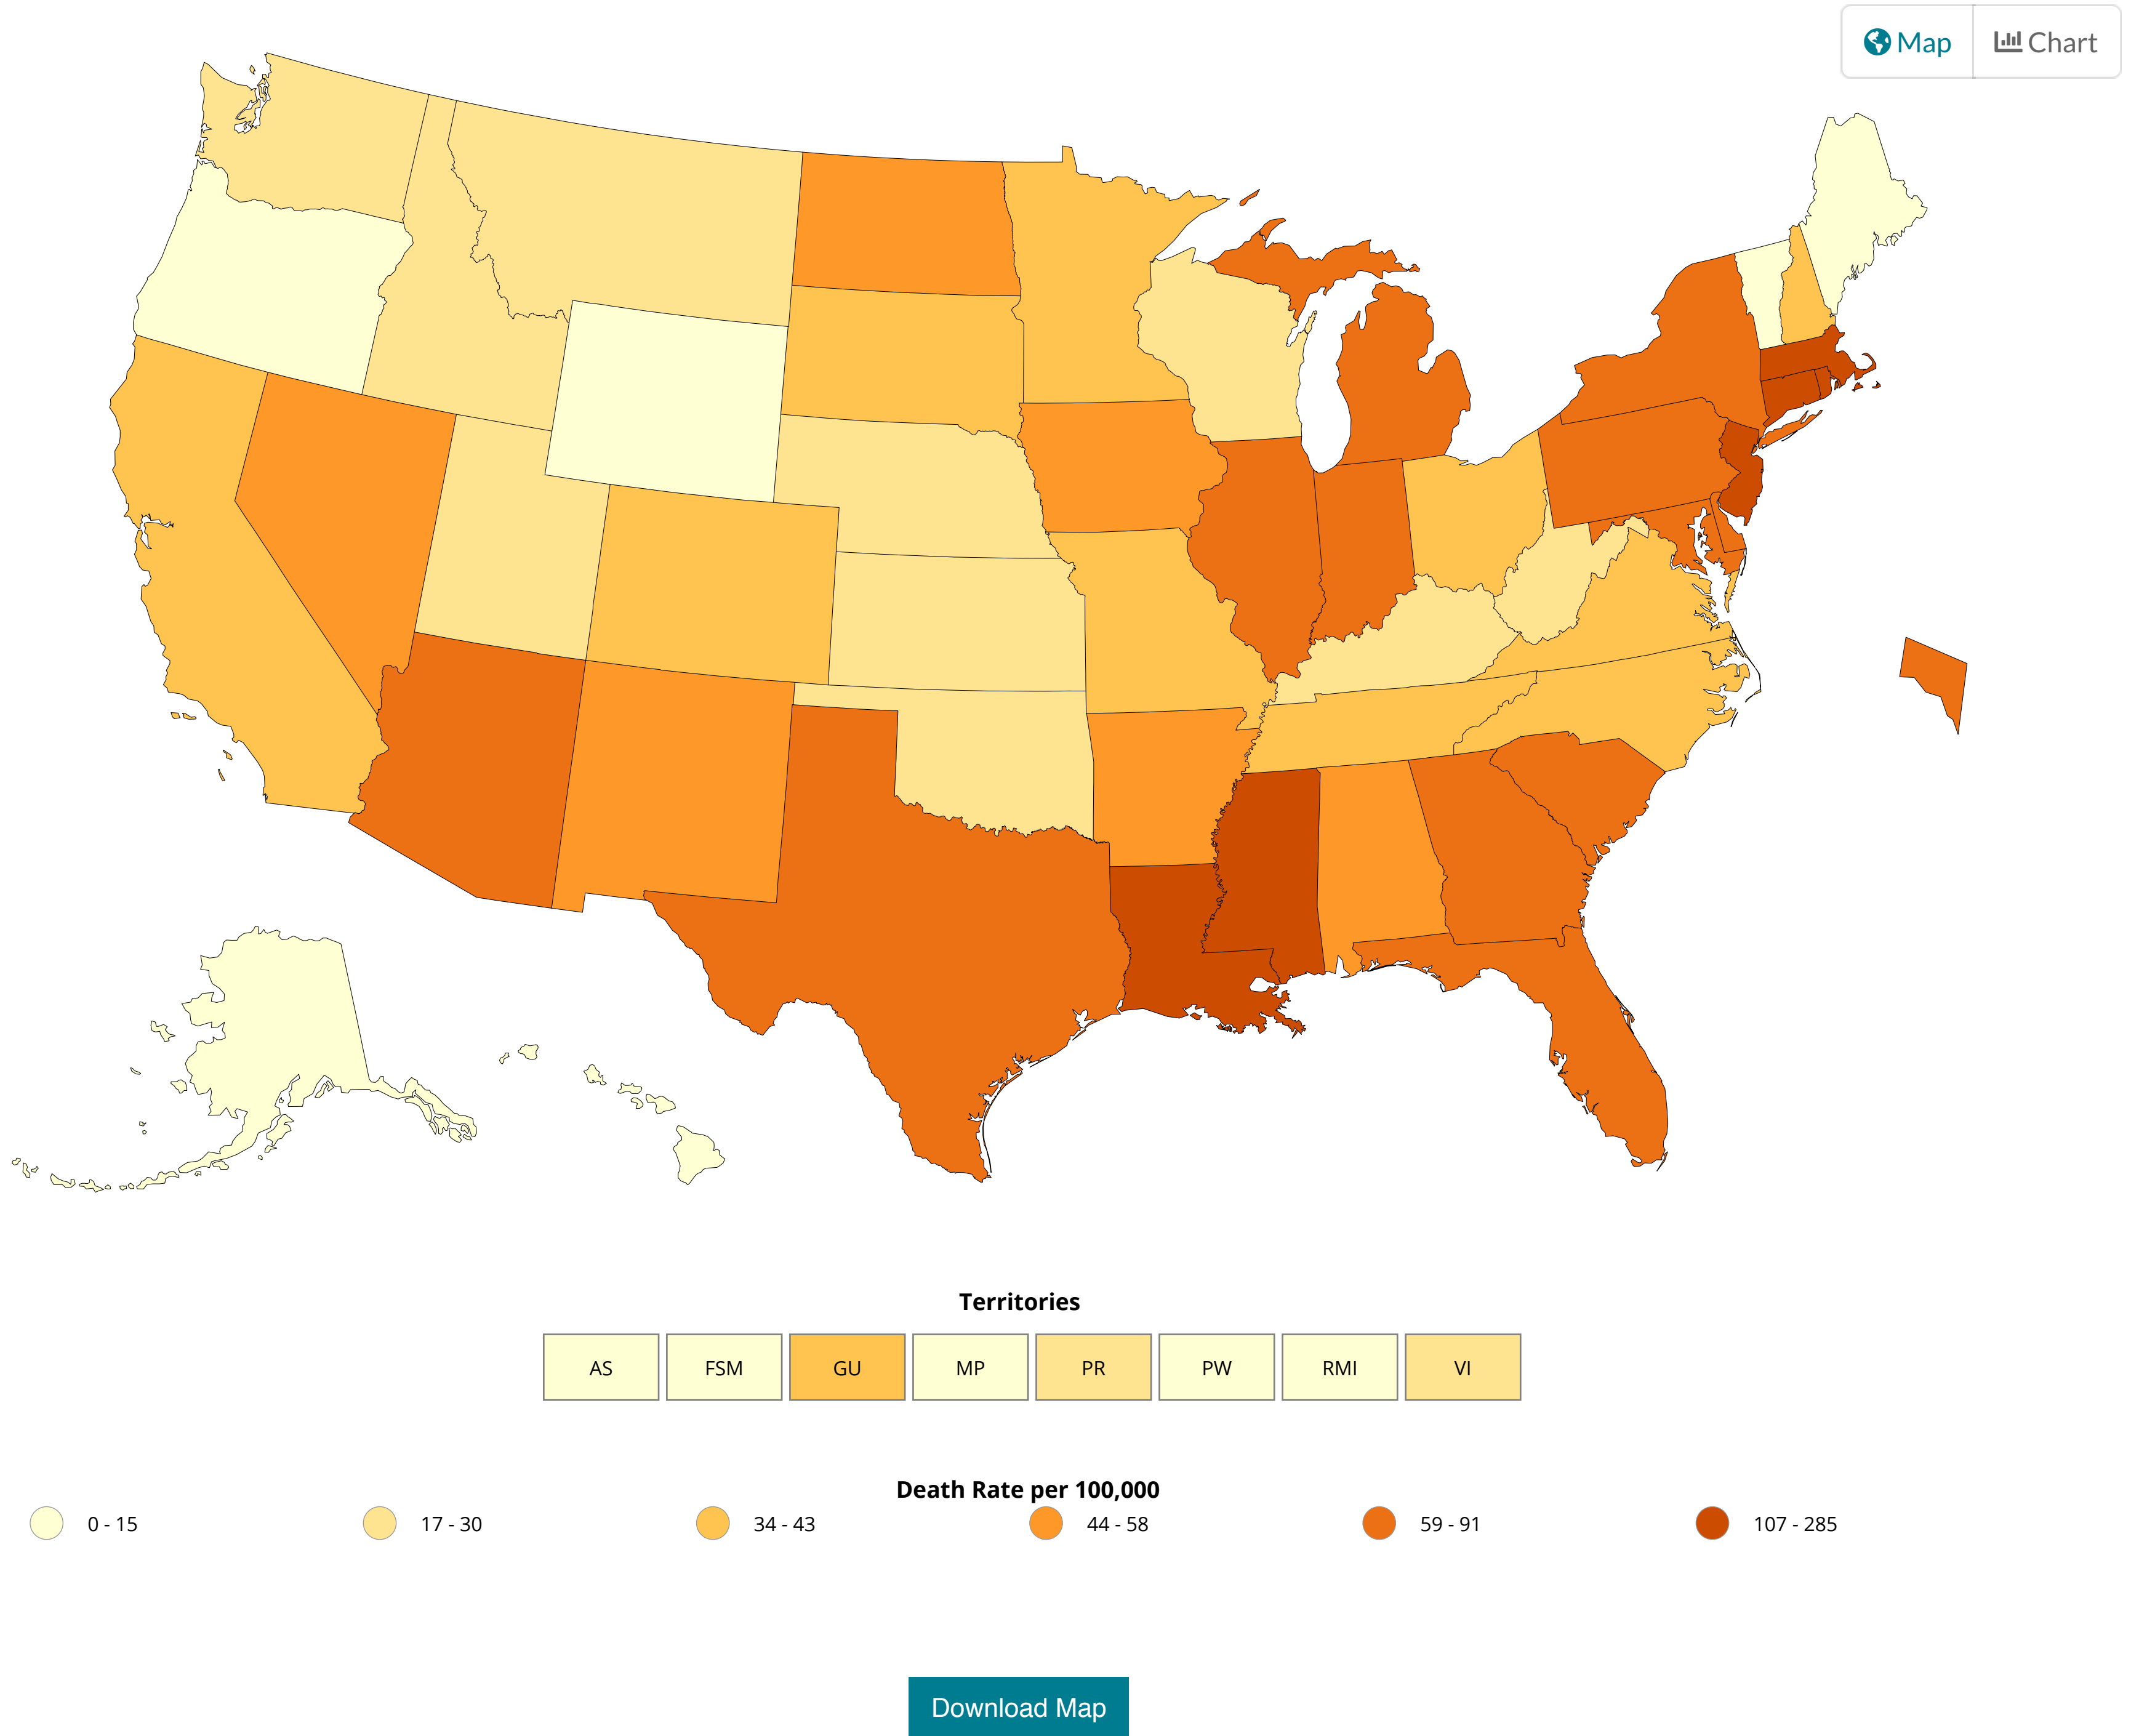 Map Chart
Territories
AS FSM GU MP PR PW RMI VI
Death Rate per 100,000
0 - 15 17 - 30 34 - 43 44 - 58 59 - 91 107 - 285
Download Map